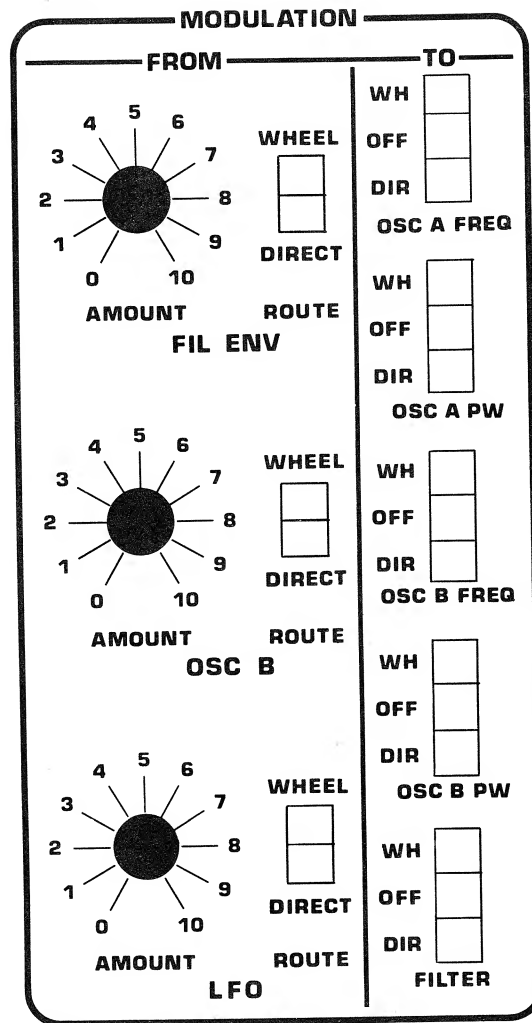 MODULATION
FROM
TO
0 1 2 3 4 5 6 7 8 9 10
AMOUNT
WHEEL
DIRECT
ROUTE
FIL ENV
0 1 2 3 4 5 6 7 8 9 10
AMOUNT
WHEEL
DIRECT
ROUTE
OSC B
0 1 2 3 4 5 6 7 8 9 10
AMOUNT
WHEEL
DIRECT
ROUTE
LFO
WH
OFF
DIR
OSC A FREQ
WH
OFF
DIR
OSC A PW
WH
OFF
DIR
OSC B FREQ
WH
OFF
DIR
OSC B PW
WH
OFF
DIR
FILTER